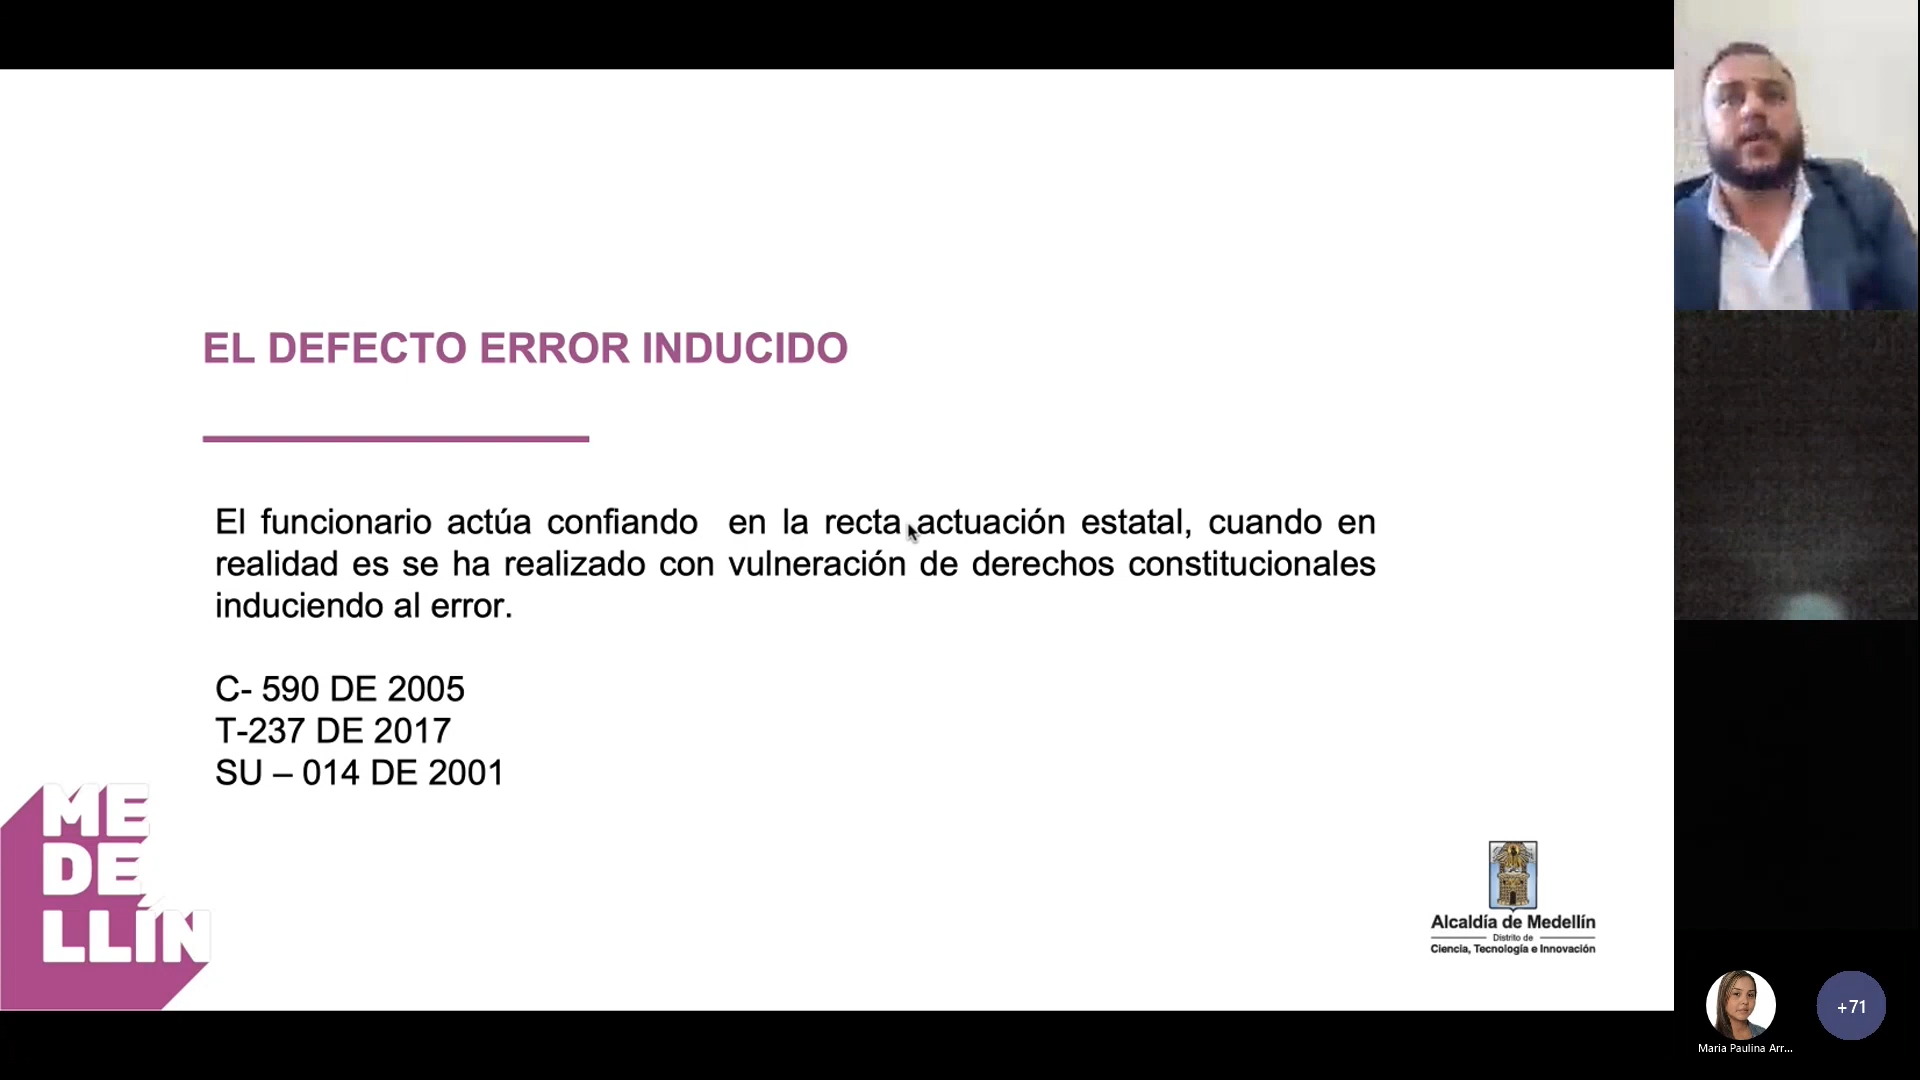 EL DEFECTO ERROR INDUCIDO
El funcionario actúa confiando en la recta actuación estatal, cuando en
realidad es se ha realizado con vulneración de derechos constitucionales
induciendo al error.
C- 590 DE 2005
T-237 DE 2017
SU – 014 DE 2001
ME
DE
LLÍN
Alcaldía de Medellín
Distrito de
Ciencia, Tecnología e Innovación
+71
Maria Paulina Arr...